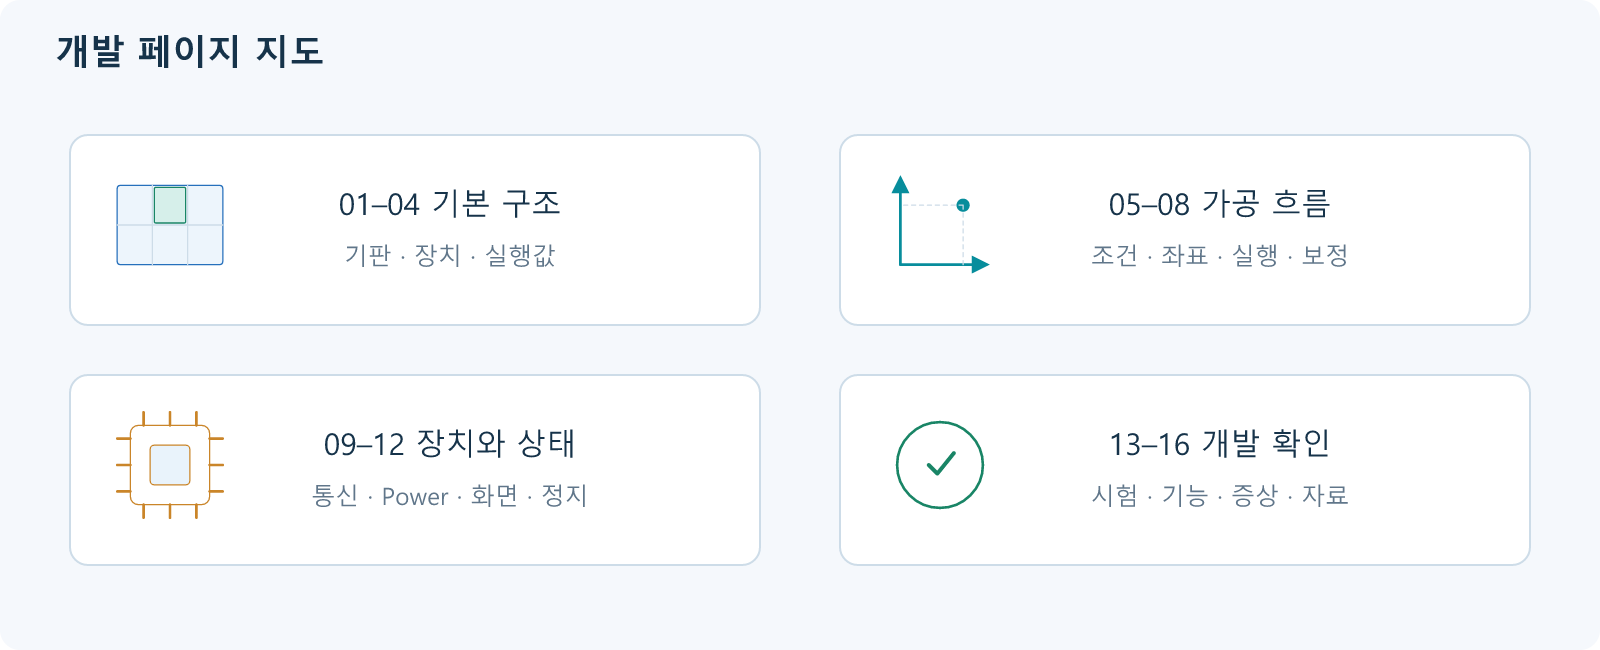 개발 페이지 지도
01–04 기본 구조
기판 · 장치 · 실행값
05–08 가공 흐름
조건 · 좌표 · 실행 · 보정
09–12 장치와 상태
통신 · Power · 화면 · 정지
13–16 개발 확인
시험 · 기능 · 증상 · 자료